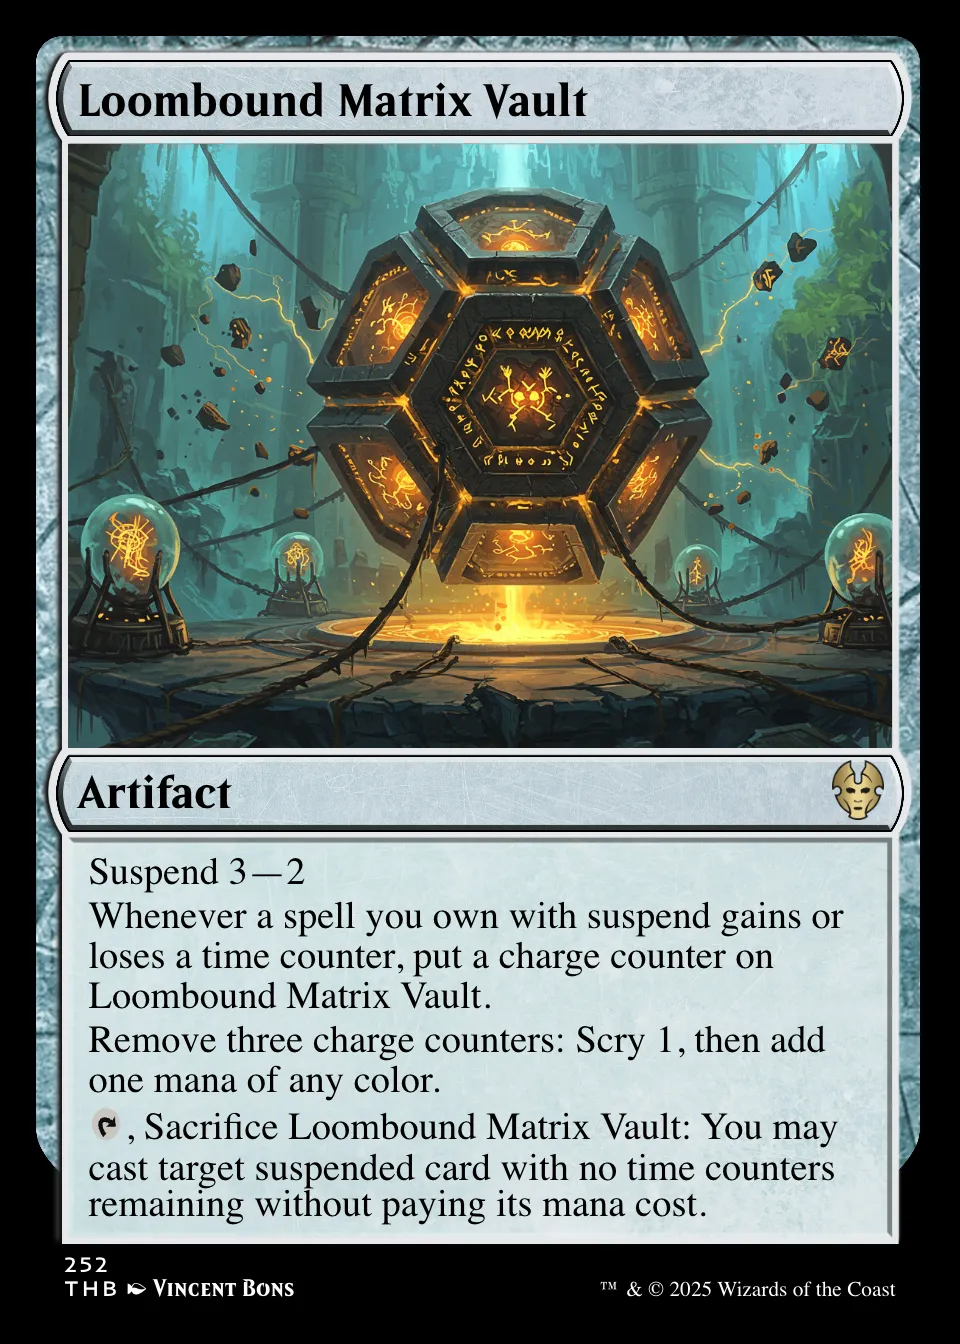 Loombound Matrix Vault
Artifact
Suspend 3—2
Whenever a spell you own with suspend gains or
loses a time counter, put a charge counter on
Loombound Matrix Vault.
Remove three charge counters: Scry 1, then add
one mana of any color.
, Sacrifice Loombound Matrix Vault: You may
cast target suspended card with no time counters
remaining without paying its mana cost.
252
THB Vincent Bons
™ & © 2025 Wizards of the Coast